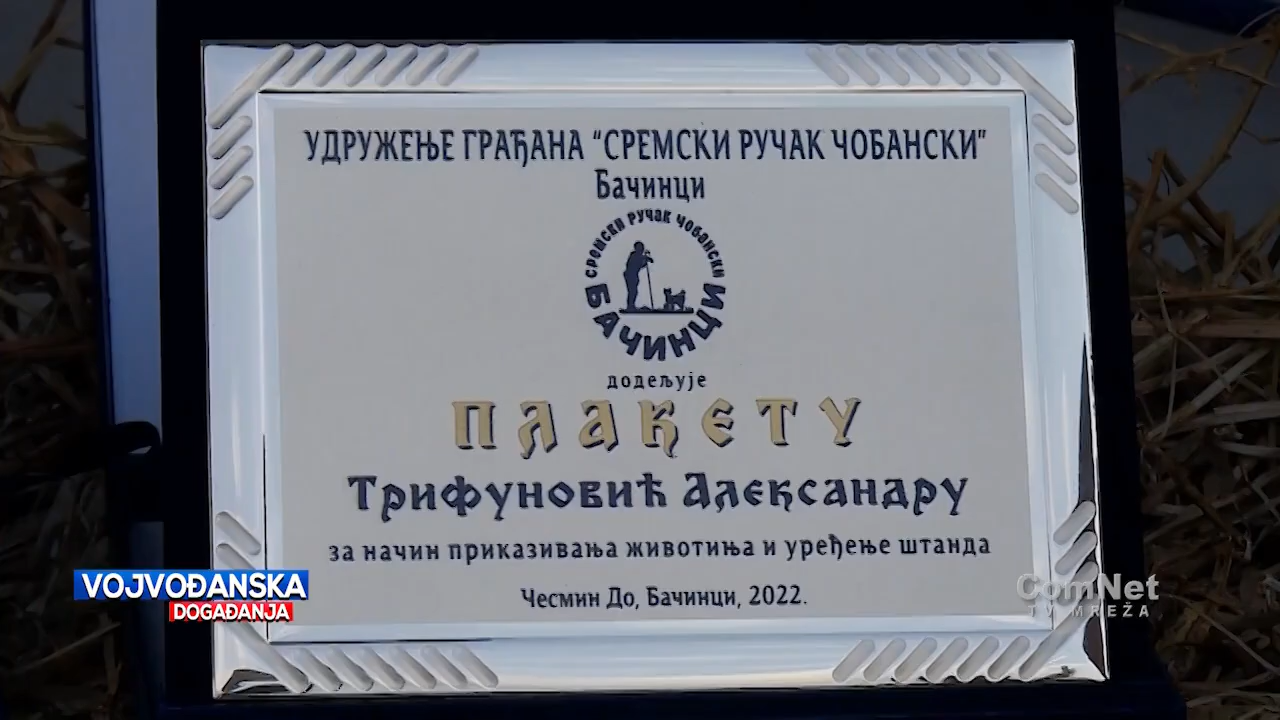 УДРУЖЕЊЕ ГРАЂАНА “СРЕМСКИ РУЧАК ЧОБАНСКИ”
Бачинци
СРЕМСКИ РУЧАК ЧОБАНСКИ
БАЧИНЦИ
додељује
ПЛАКЕТУ
Трифуновић Александру
за начин приказивања животиња и уређење штанда
Чесмин До, Бачинци, 2022.
VOJVOĐANSKA
DOGAĐANJA
ComNet
TV MREŽA